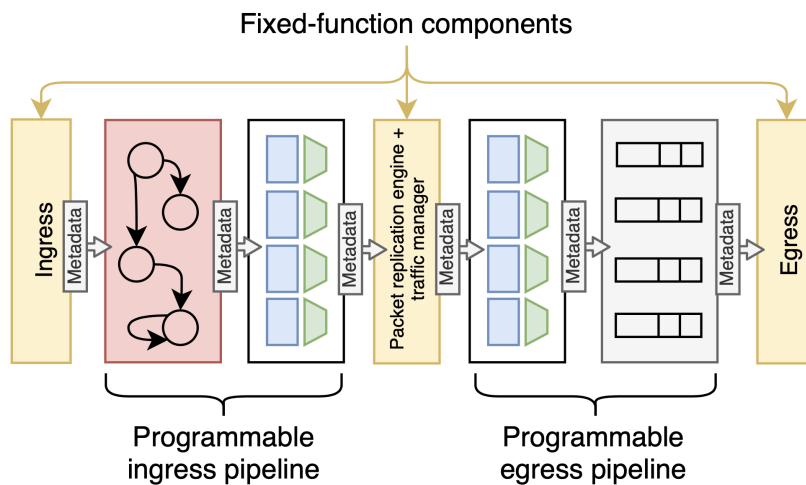 Fixed-function components
Ingress
Metadata
Metadata
Metadata
Packet replication engine +
traffic manager
Metadata
Metadata
Metadata
Egress
Programmable
ingress pipeline
Programmable
egress pipeline